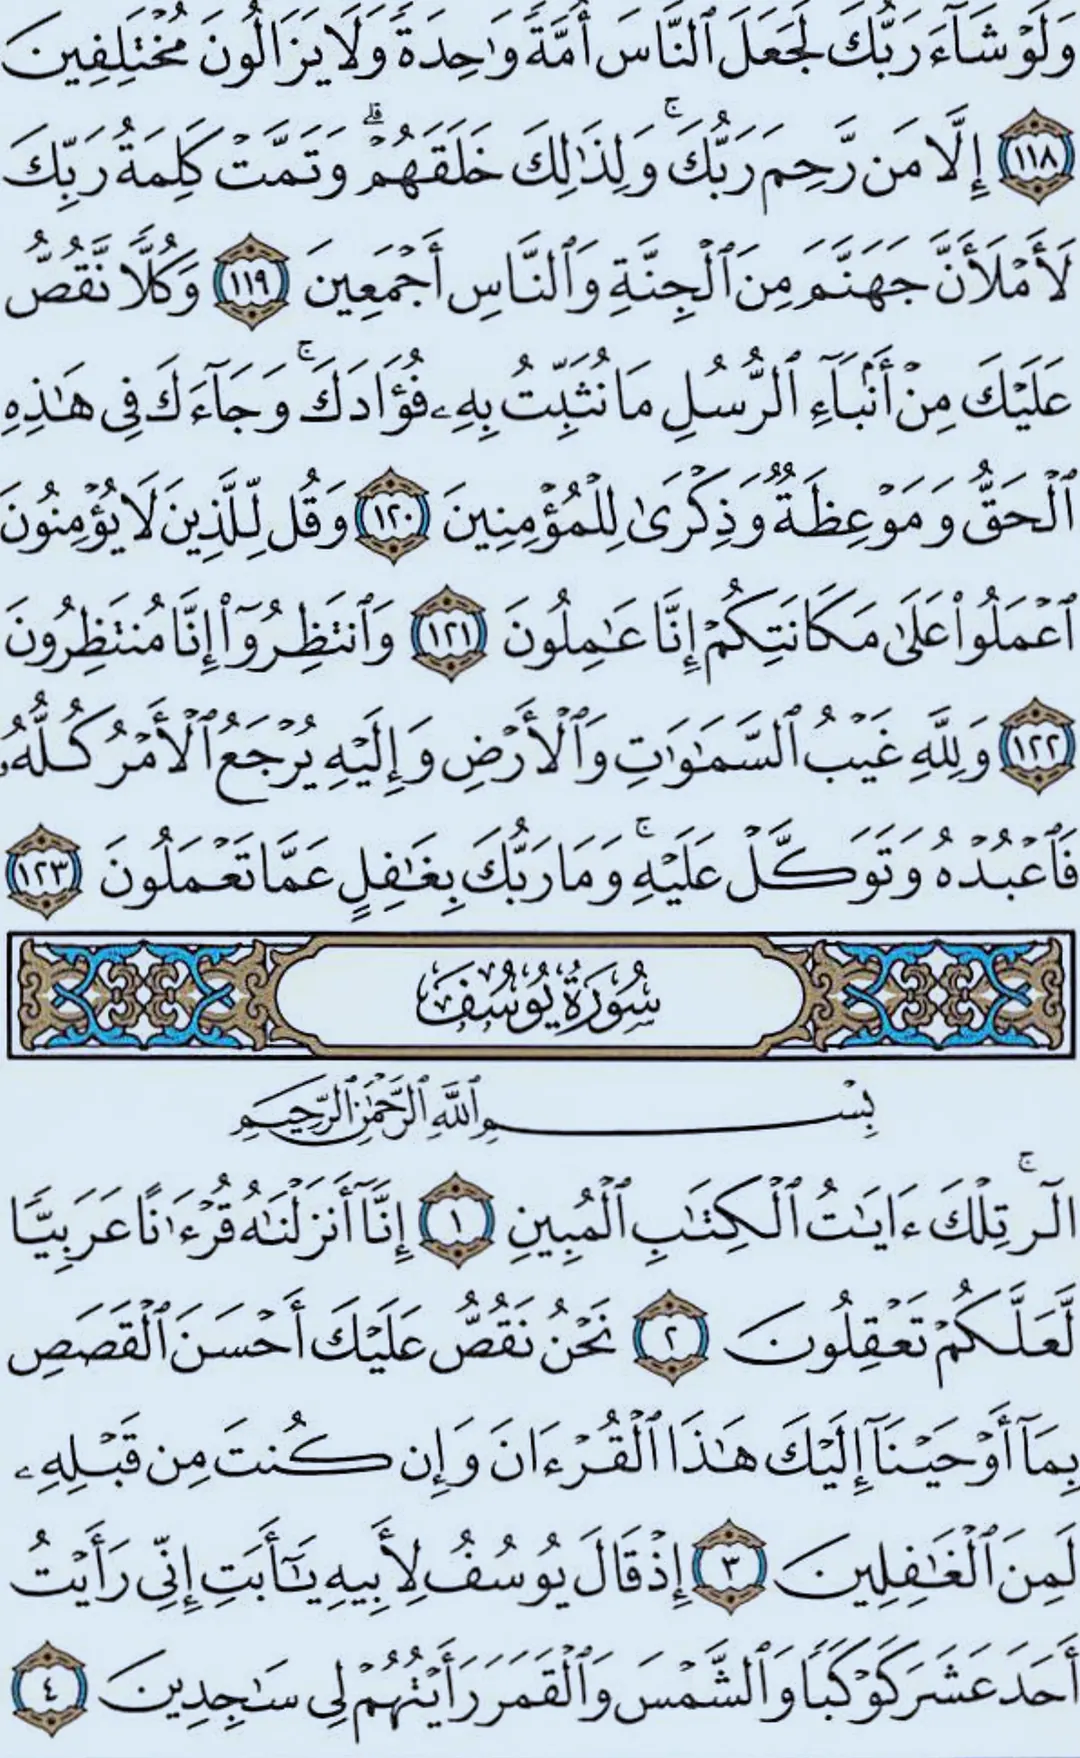 وَلَوْ شَآءَ رَبُّكَ لَجَعَلَ ٱلنَّاسَ أُمَّةً وَٰحِدَةً وَلَا يَزَالُونَ مُخْتَلِفِينَ
١١٨ إِلَّا مَن رَّحِمَ رَبُّكَ ۚ وَلِذَٰلِكَ خَلَقَهُمْ ۗ وَتَمَّتْ كَلِمَةُ رَبِّكَ
لَأَمْلَأَنَّ جَهَنَّمَ مِنَ ٱلْجِنَّةِ وَٱلنَّاسِ أَجْمَعِينَ ١١٩ وَكُلًّا نَّقُصُّ
عَلَيْكَ مِنْ أَنۢبَآءِ ٱلرُّسُلِ مَا نُثَبِّتُ بِهِۦ فُؤَادَكَ ۚ وَجَآءَكَ فِى هَٰذِهِ
ٱلْحَقُّ وَمَوْعِظَةٌ وَذِكْرَىٰ لِلْمُؤْمِنِينَ ١٢٠ وَقُل لِّلَّذِينَ لَا يُؤْمِنُونَ
ٱعْمَلُوا۟ عَلَىٰ مَكَانَتِكُمْ إِنَّا عَٰمِلُونَ ١٢١ وَٱنتَظِرُوٓا۟ إِنَّا مُنتَظِرُونَ
١٢٢ وَلِلَّهِ غَيْبُ ٱلسَّمَٰوَٰتِ وَٱلْأَرْضِ وَإِلَيْهِ يُرْجَعُ ٱلْأَمْرُ كُلُّهُۥ
فَٱعْبُدْهُ وَتَوَكَّلْ عَلَيْهِ ۚ وَمَا رَبُّكَ بِغَٰفِلٍ عَمَّا تَعْمَلُونَ ١٢٣
سُورَةُ يُوسُفَ
بِسْمِ ٱللَّهِ ٱلرَّحْمَٰنِ ٱلرَّحِيمِ
الٓر ۚ تِلْكَ ءَايَٰتُ ٱلْكِتَٰبِ ٱلْمُبِينِ ١ إِنَّآ أَنزَلْنَٰهُ قُرْءَٰنًا عَرَبِيًّا
لَّعَلَّكُمْ تَعْقِلُونَ ٢ نَحْنُ نَقُصُّ عَلَيْكَ أَحْسَنَ ٱلْقَصَصِ
بِمَآ أَوْحَيْنَآ إِلَيْكَ هَٰذَا ٱلْقُرْءَانَ وَإِن كُنتَ مِن قَبْلِهِۦ
لَمِنَ ٱلْغَٰفِلِينَ ٣ إِذْ قَالَ يُوسُفُ لِأَبِيهِ يَٰٓأَبَتِ إِنِّى رَأَيْتُ
أَحَدَ عَشَرَ كَوْكَبًا وَٱلشَّمْسَ وَٱلْقَمَرَ رَأَيْتُهُمْ لِى سَٰجِدِينَ ٤